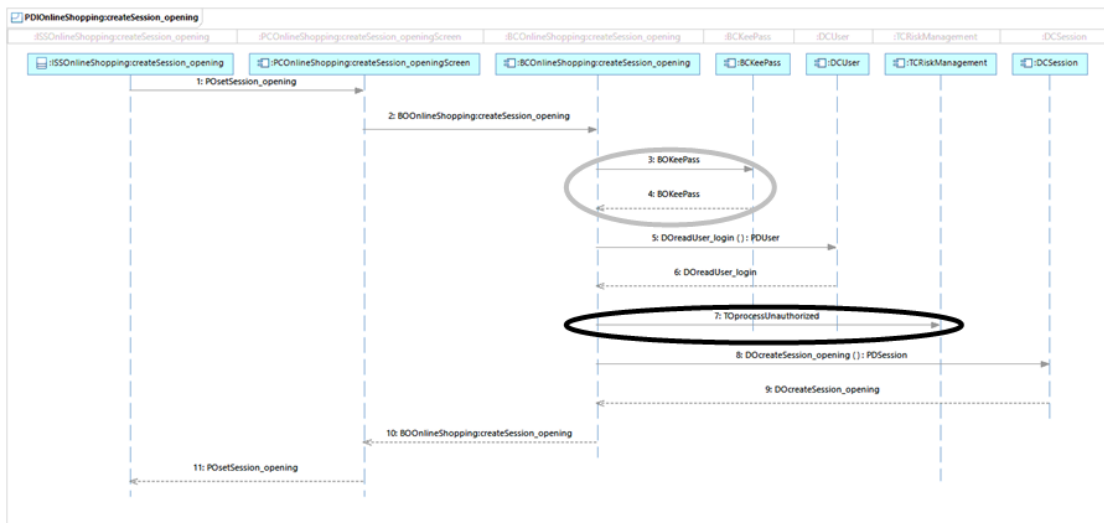 PDIOnlineShopping:createSession_opening
:ISSOnlineShopping:createSession_opening :PCOnlineShopping:createSession_openingScreen :BCOnlineShopping:createSession_opening :BCKeePass :DCUser :TCRiskManagement :DCSession
:ISSOnlineShopping:createSession_opening :PCOnlineShopping:createSession_openingScreen :BCOnlineShopping:createSession_opening :BCKeePass :DCUser :TCRiskManagement :DCSession
1: POsetSession_opening
2: BOOnlineShopping:createSession_opening
3: BOKeePass
4: BOKeePass
5: DOreadUser_login ( ) : PDUser
6: DOreadUser_login
7: TOprocessUnauthorized
8: DOcreateSession_opening ( ) : PDSession
9: DOcreateSession_opening
10: BOOnlineShopping:createSession_opening
11: POsetSession_opening